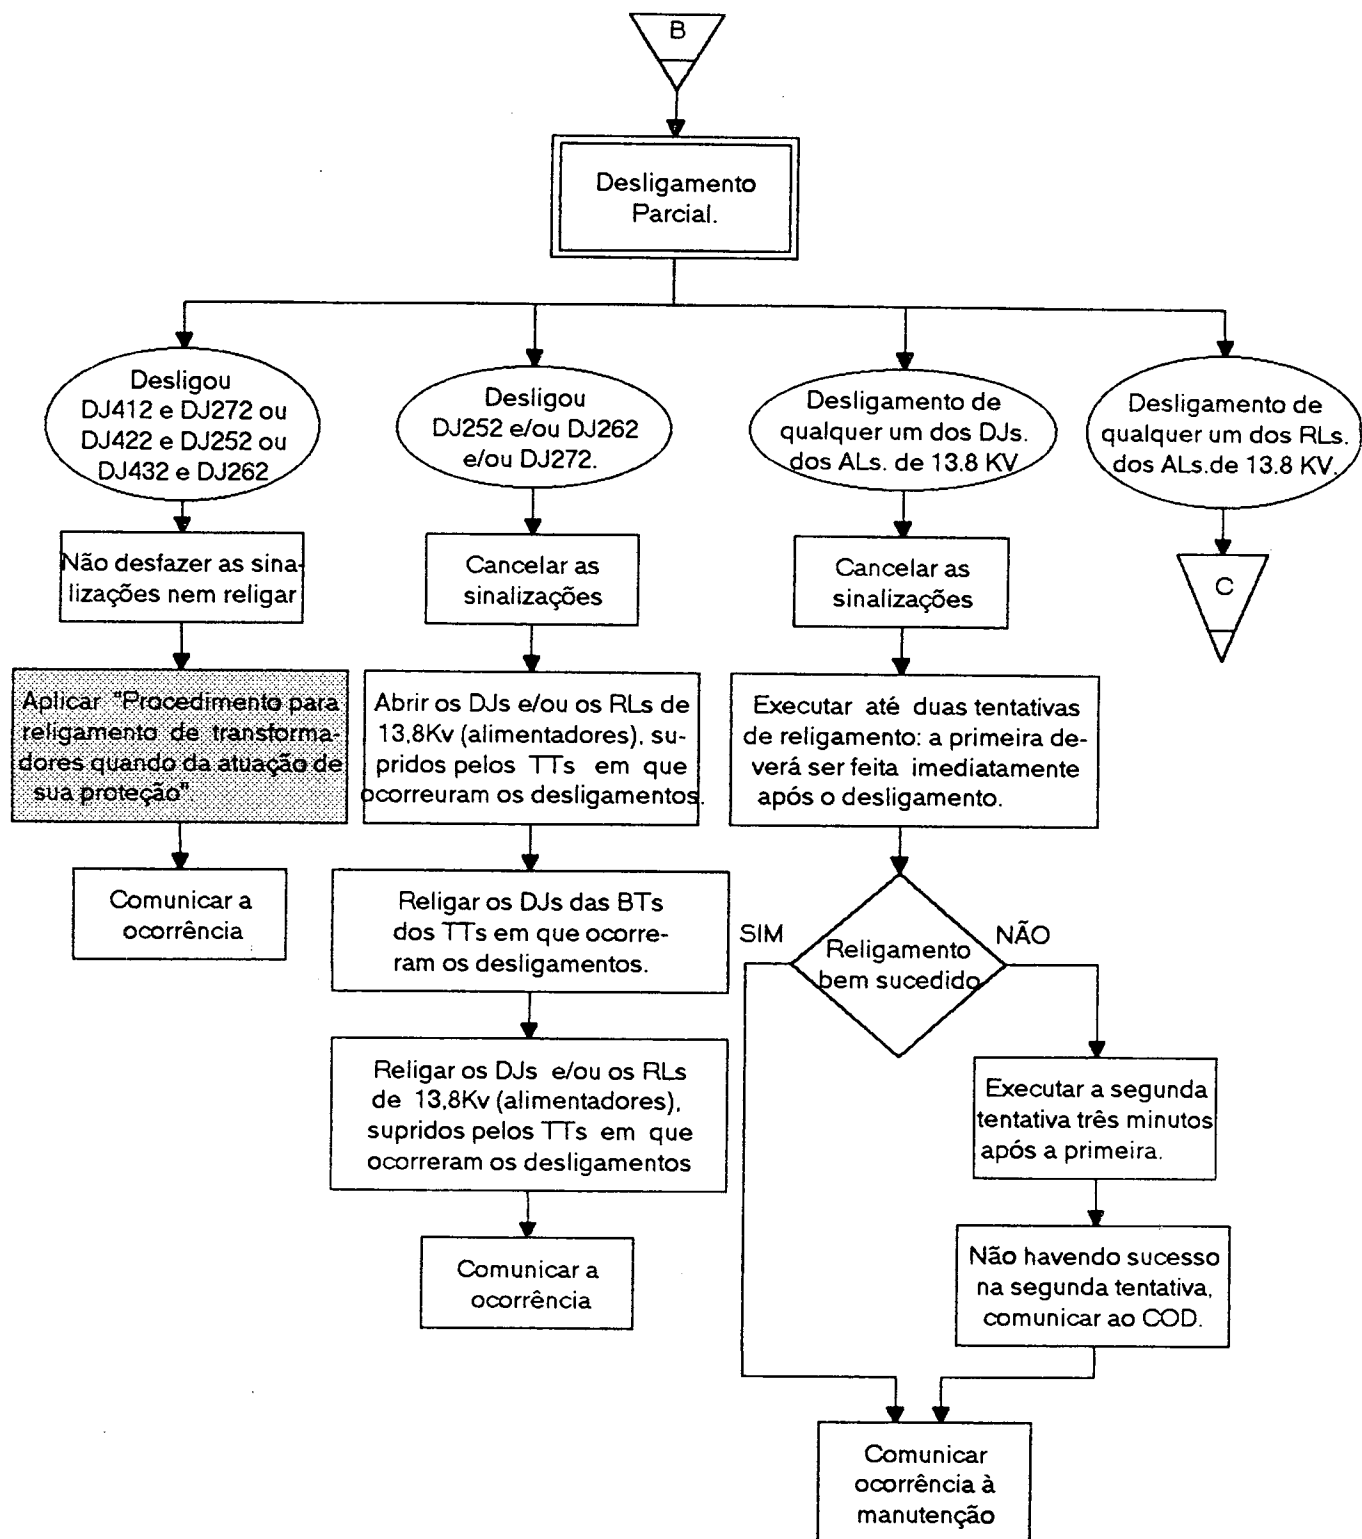 B
Desligamento
Parcial.
Desligou
DJ412 e DJ272 ou
DJ422 e DJ252 ou
DJ432 e DJ262
Não desfazer as sina-
lizações nem religar
Aplicar "Procedimento para
religamento de transforma-
dores quando da atuação de
sua proteção".
Comunicar a
ocorrência
Desligou
DJ252 e/ou DJ262
e/ou DJ272.
Cancelar as
sinalizações
Abrir os DJs e/ou os RLs de
13,8Kv (alimentadores), su-
pridos pelos TTs em que
ocorreuram os desligamentos.
Religar os DJs das BTs
dos TTs em que ocorre-
ram os desligamentos.
Religar os DJs e/ou os RLs
de 13,8Kv (alimentadores),
supridos pelos TTs em que
ocorreram os desligamentos
Comunicar a
ocorrência
Desligamento de
qualquer um dos DJs.
dos ALs. de 13.8 KV
Cancelar as
sinalizações
Executar até duas tentativas
de religamento: a primeira de-
verá ser feita imediatamente
após o desligamento.
SIM
Religamento
bem sucedido
NÃO
Executar a segunda
tentativa três minutos
após a primeira.
Não havendo sucesso
na segunda tentativa,
comunicar ao COD.
Comunicar
ocorrência à
manutenção
Desligamento de
qualquer um dos RLs.
dos ALs.de 13.8 KV.
C